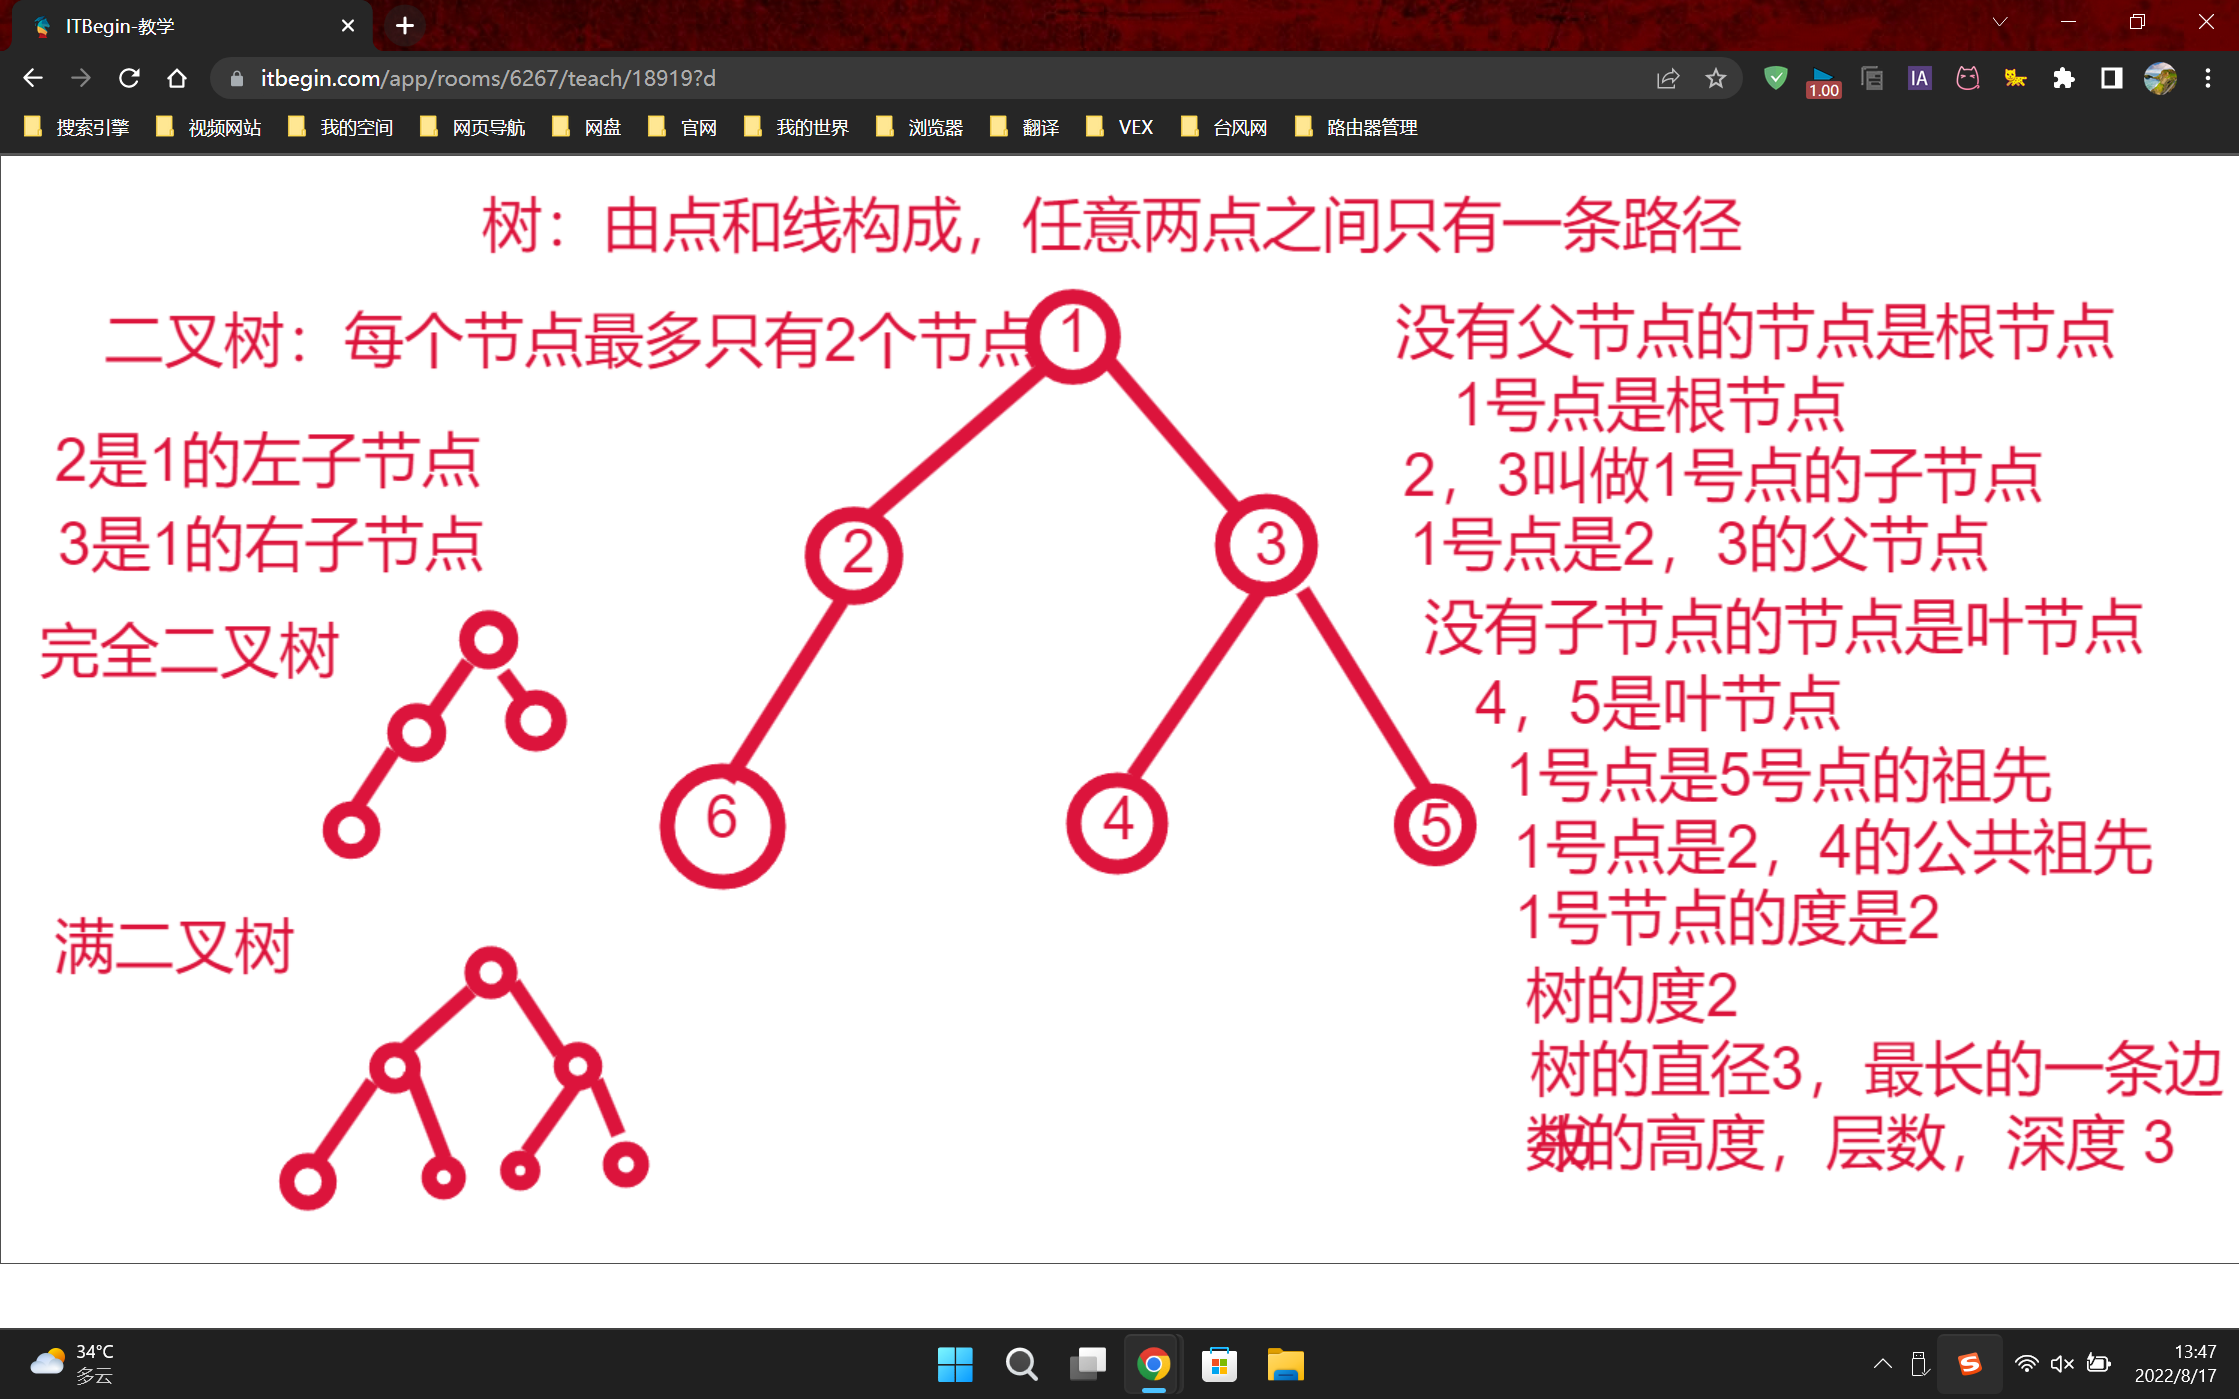 ITBegin-教学
itbegin.com/app/rooms/6267/teach/18919?d
1.00
IA
搜索引擎 视频网站 我的空间 网页导航 网盘 官网 我的世界 浏览器 翻译 VEX 台风网 路由器管理
树：由点和线构成，任意两点之间只有一条路径
二叉树：每个节点最多只有2个节点
1
没有父节点的节点是根节点
1号点是根节点
2是1的左子节点
2，3叫做1号点的子节点
3是1的右子节点
2
3
1号点是2，3的父节点
完全二叉树
没有子节点的节点是叶节点
4，5是叶节点
1号点是5号点的祖先
6
4
5
1号点是2，4的公共祖先
1号节点的度是2
满二叉树
树的度2
树的直径3，最长的一条边
数的高度，层数，深度 3
34°C
多云
13:47
2022/8/17